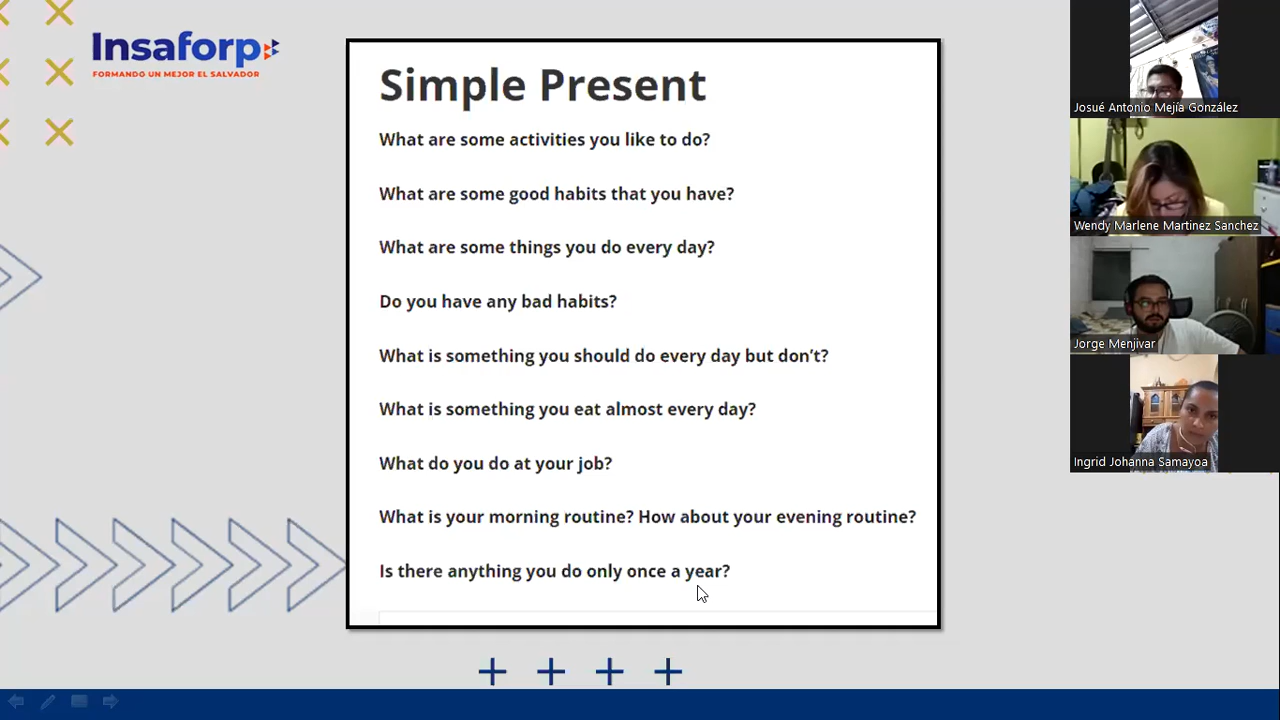 Insaforp
FORMANDO UN MEJOR EL SALVADOR
Simple Present
What are some activities you like to do?
What are some good habits that you have?
What are some things you do every day?
Do you have any bad habits?
What is something you should do every day but don't?
What is something you eat almost every day?
What do you do at your job?
What is your morning routine? How about your evening routine?
Is there anything you do only once a year?
Josué Antonio Mejía González
Wendy Marlene Martinez Sanchez
Jorge Menjivar
Ingrid Johanna Samayoa